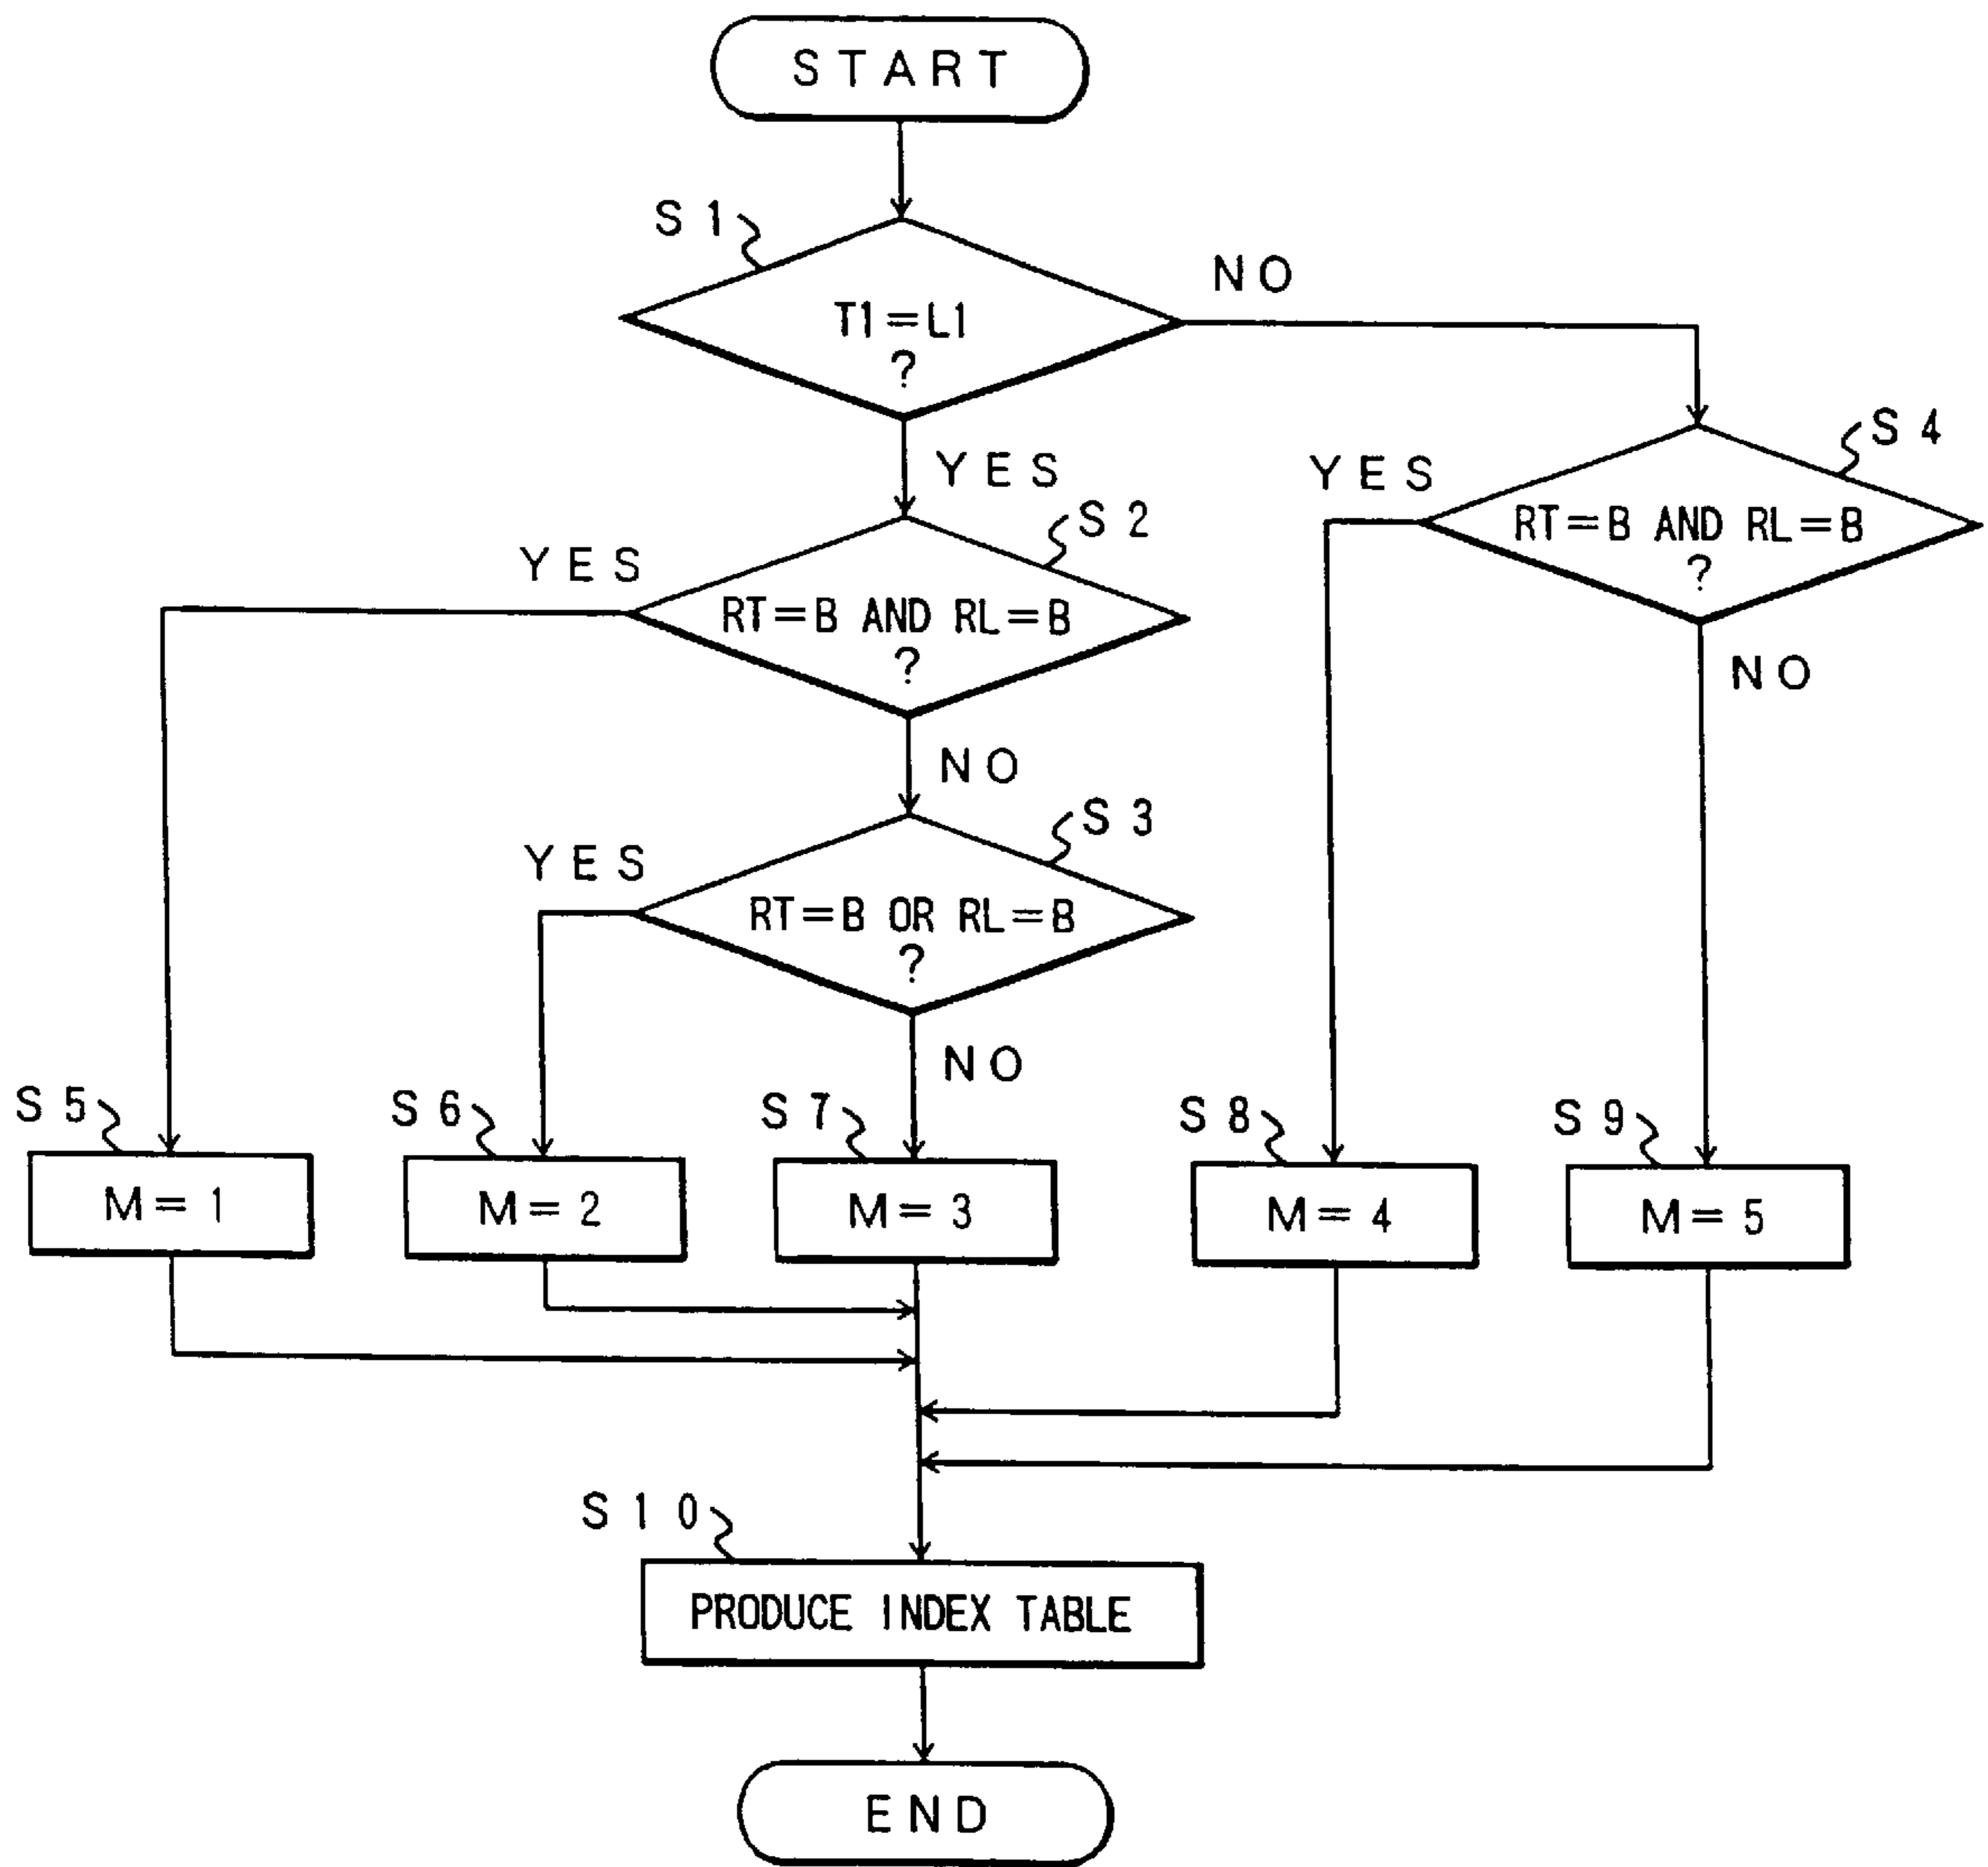 START
S1
T1=L1
?
NO
YES
S4
YES
RT=B AND RL=B
?
NO
S2
YES
RT=B AND RL=B
?
NO
S3
YES
RT=B OR RL=B
?
NO
S5
M=1
S6
M=2
S7
M=3
S8
M=4
S9
M=5
S10
PRODUCE INDEX TABLE
END